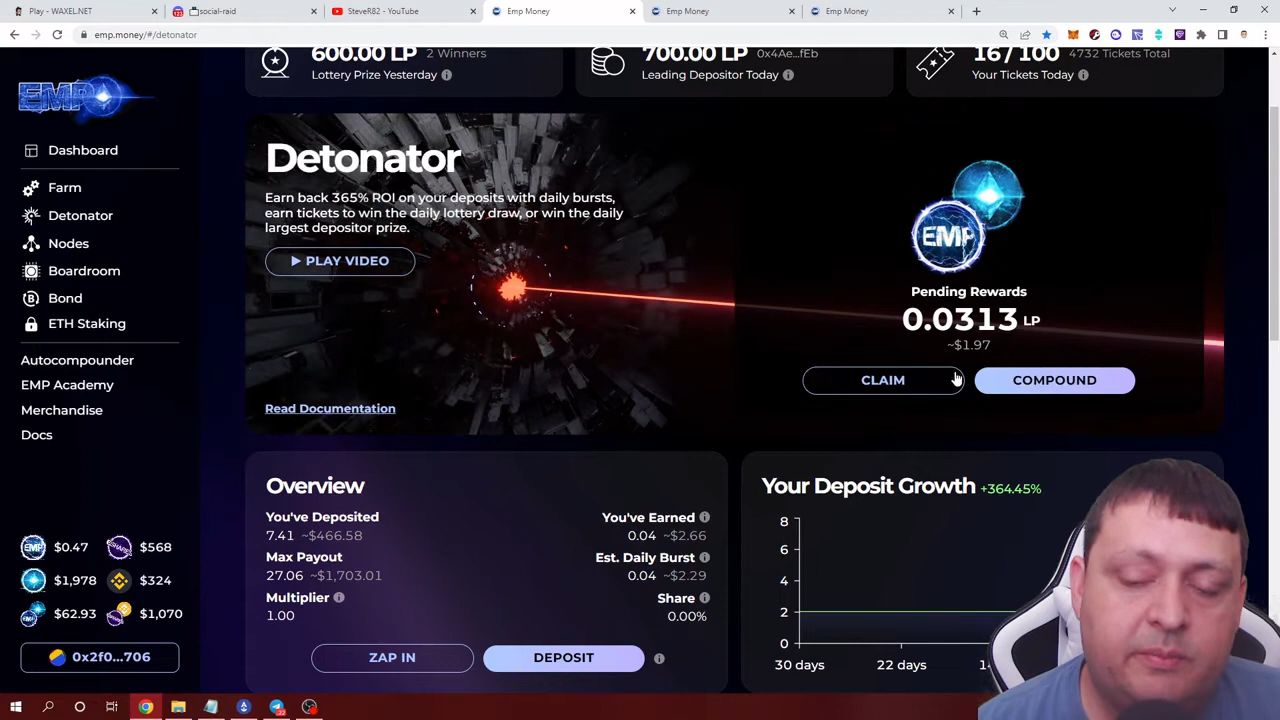 Play - WAXEL.NET
social-raid
SteveR82 - YouTube
Emp Money
Emp Money
Emp Money
emp.money/#/detonator
600.00 LP 2 Winners
Lottery Prize Yesterday
700.00 LP 0x4Ae...fEb
Leading Depositor Today
16 / 100 4732 Tickets Total
Your Tickets Today
EMP
Dashboard
Farm
Detonator
Nodes
Boardroom
Bond
ETH Staking
Autocompounder
EMP Academy
Merchandise
Docs
$0.47 $568
$1,978 $324
$62.93 $1,070
0x2f0...706
Detonator
Earn back 365% ROI on your deposits with daily bursts,
earn tickets to win the daily lottery draw, or win the daily
largest depositor prize.
PLAY VIDEO
Read Documentation
EMP
Pending Rewards
0.0313 LP
~$1.97
CLAIM
COMPOUND
Overview
You've Deposited
7.41 ~$466.58
Max Payout
27.06 ~$1,703.01
Multiplier
1.00
You've Earned
0.04 ~$2.66
Est. Daily Burst
0.04 ~$2.29
Share
0.00%
ZAP IN
DEPOSIT
Your Deposit Growth +364.45%
8
6
4
2
0
30 days
22 days